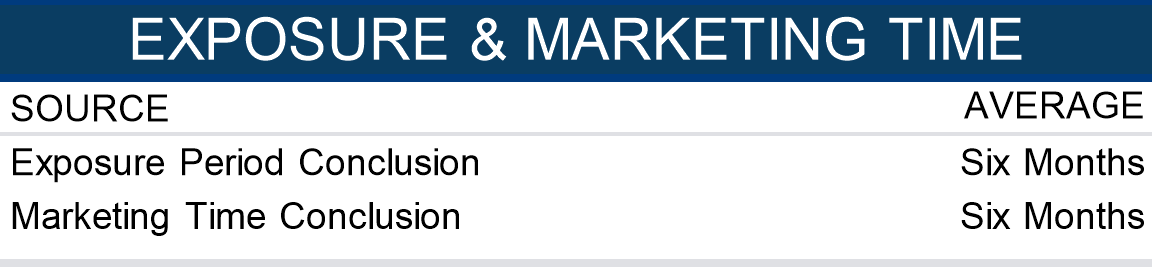 EXPOSURE & MARKETING TIME
SOURCE AVERAGE
Exposure Period Conclusion Six Months
Marketing Time Conclusion Six Months